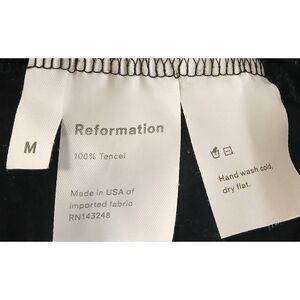 M
Reformation
100% Tencel
Made in USA of
imported fabric
RN143248
Hand wash cold,
dry flat.